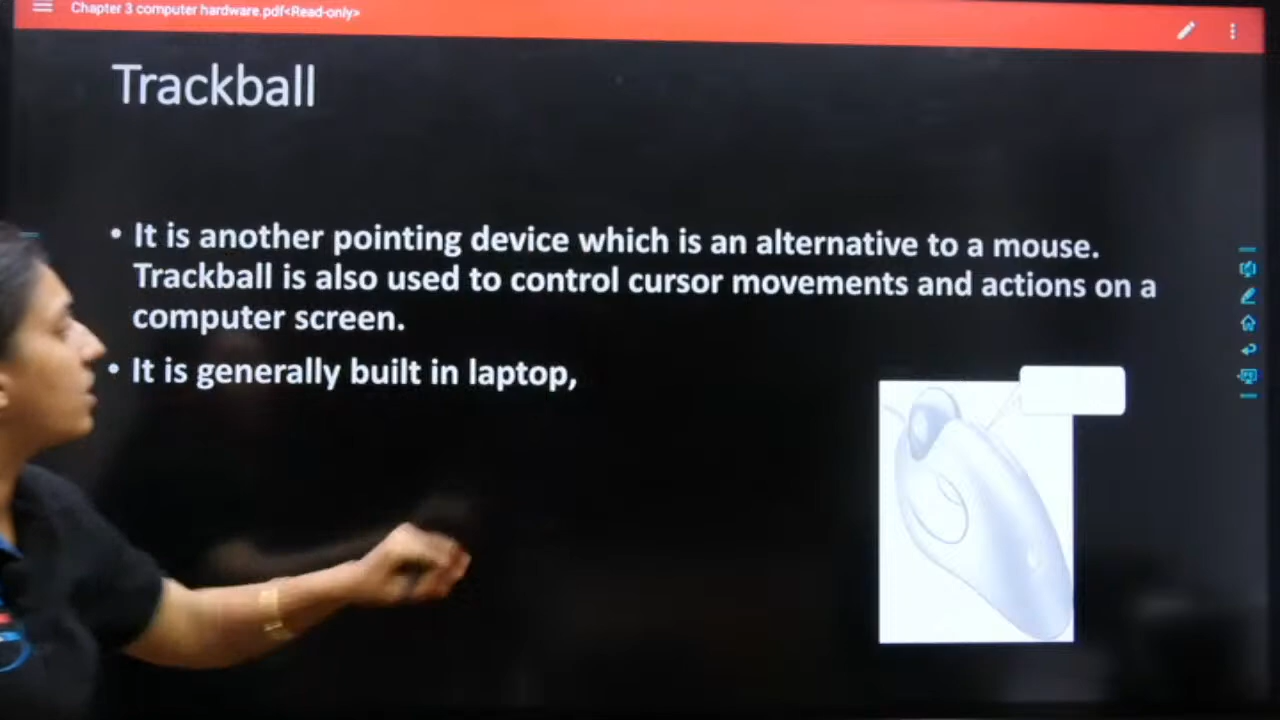 Chapter 3 computer hardware.pdf<Read-only>
Trackball
• It is another pointing device which is an alternative to a mouse.
Trackball is also used to control cursor movements and actions on a
computer screen.
• It is generally built in laptop,